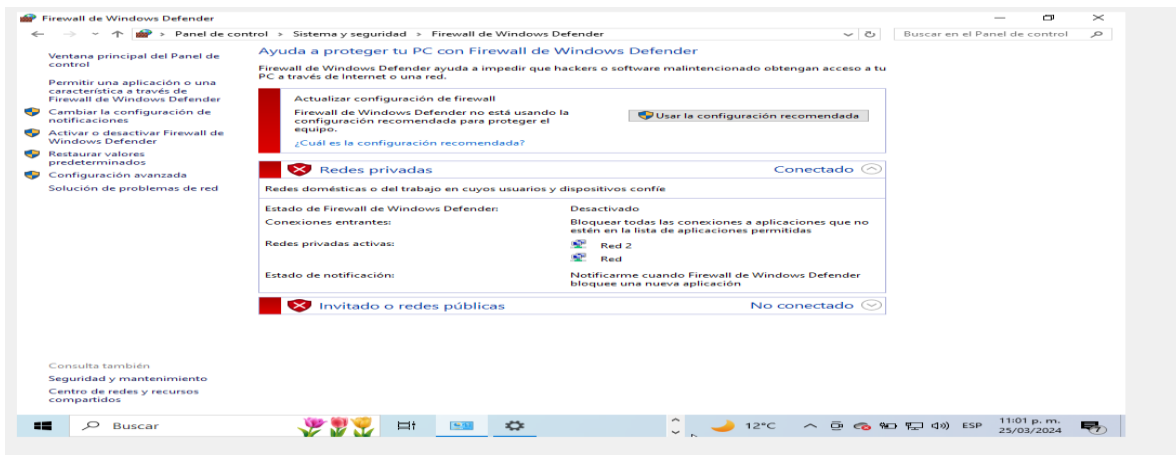 Firewall de Windows Defender
Panel de control > Sistema y seguridad > Firewall de Windows Defender
Buscar en el Panel de control
Ventana principal del Panel de
control
Permitir una aplicación o una
característica a través de
Firewall de Windows Defender
Cambiar la configuración de
notificaciones
Activar o desactivar Firewall de
Windows Defender
Restaurar valores
predeterminados
Configuración avanzada
Solución de problemas de red
Ayuda a proteger tu PC con Firewall de Windows Defender
Firewall de Windows Defender ayuda a impedir que hackers o software malintencionado obtengan acceso a tu
PC a través de Internet o una red.
Actualizar configuración de firewall
Firewall de Windows Defender no está usando la
configuración recomendada para proteger el
equipo.
¿Cuál es la configuración recomendada?
Usar la configuración recomendada
Redes privadas
Conectado
Redes domésticas o del trabajo en cuyos usuarios y dispositivos confíe
Estado de Firewall de Windows Defender:
Desactivado
Conexiones entrantes:
Bloquear todas las conexiones a aplicaciones que no
estén en la lista de aplicaciones permitidas
Redes privadas activas:
Red 2
Red
Estado de notificación:
Notificarme cuando Firewall de Windows Defender
bloquee una nueva aplicación
Invitado o redes públicas
No conectado
Consulta también
Seguridad y mantenimiento
Centro de redes y recursos
compartidos
Buscar
12°C
ESP
11:01 p. m.
25/03/2024